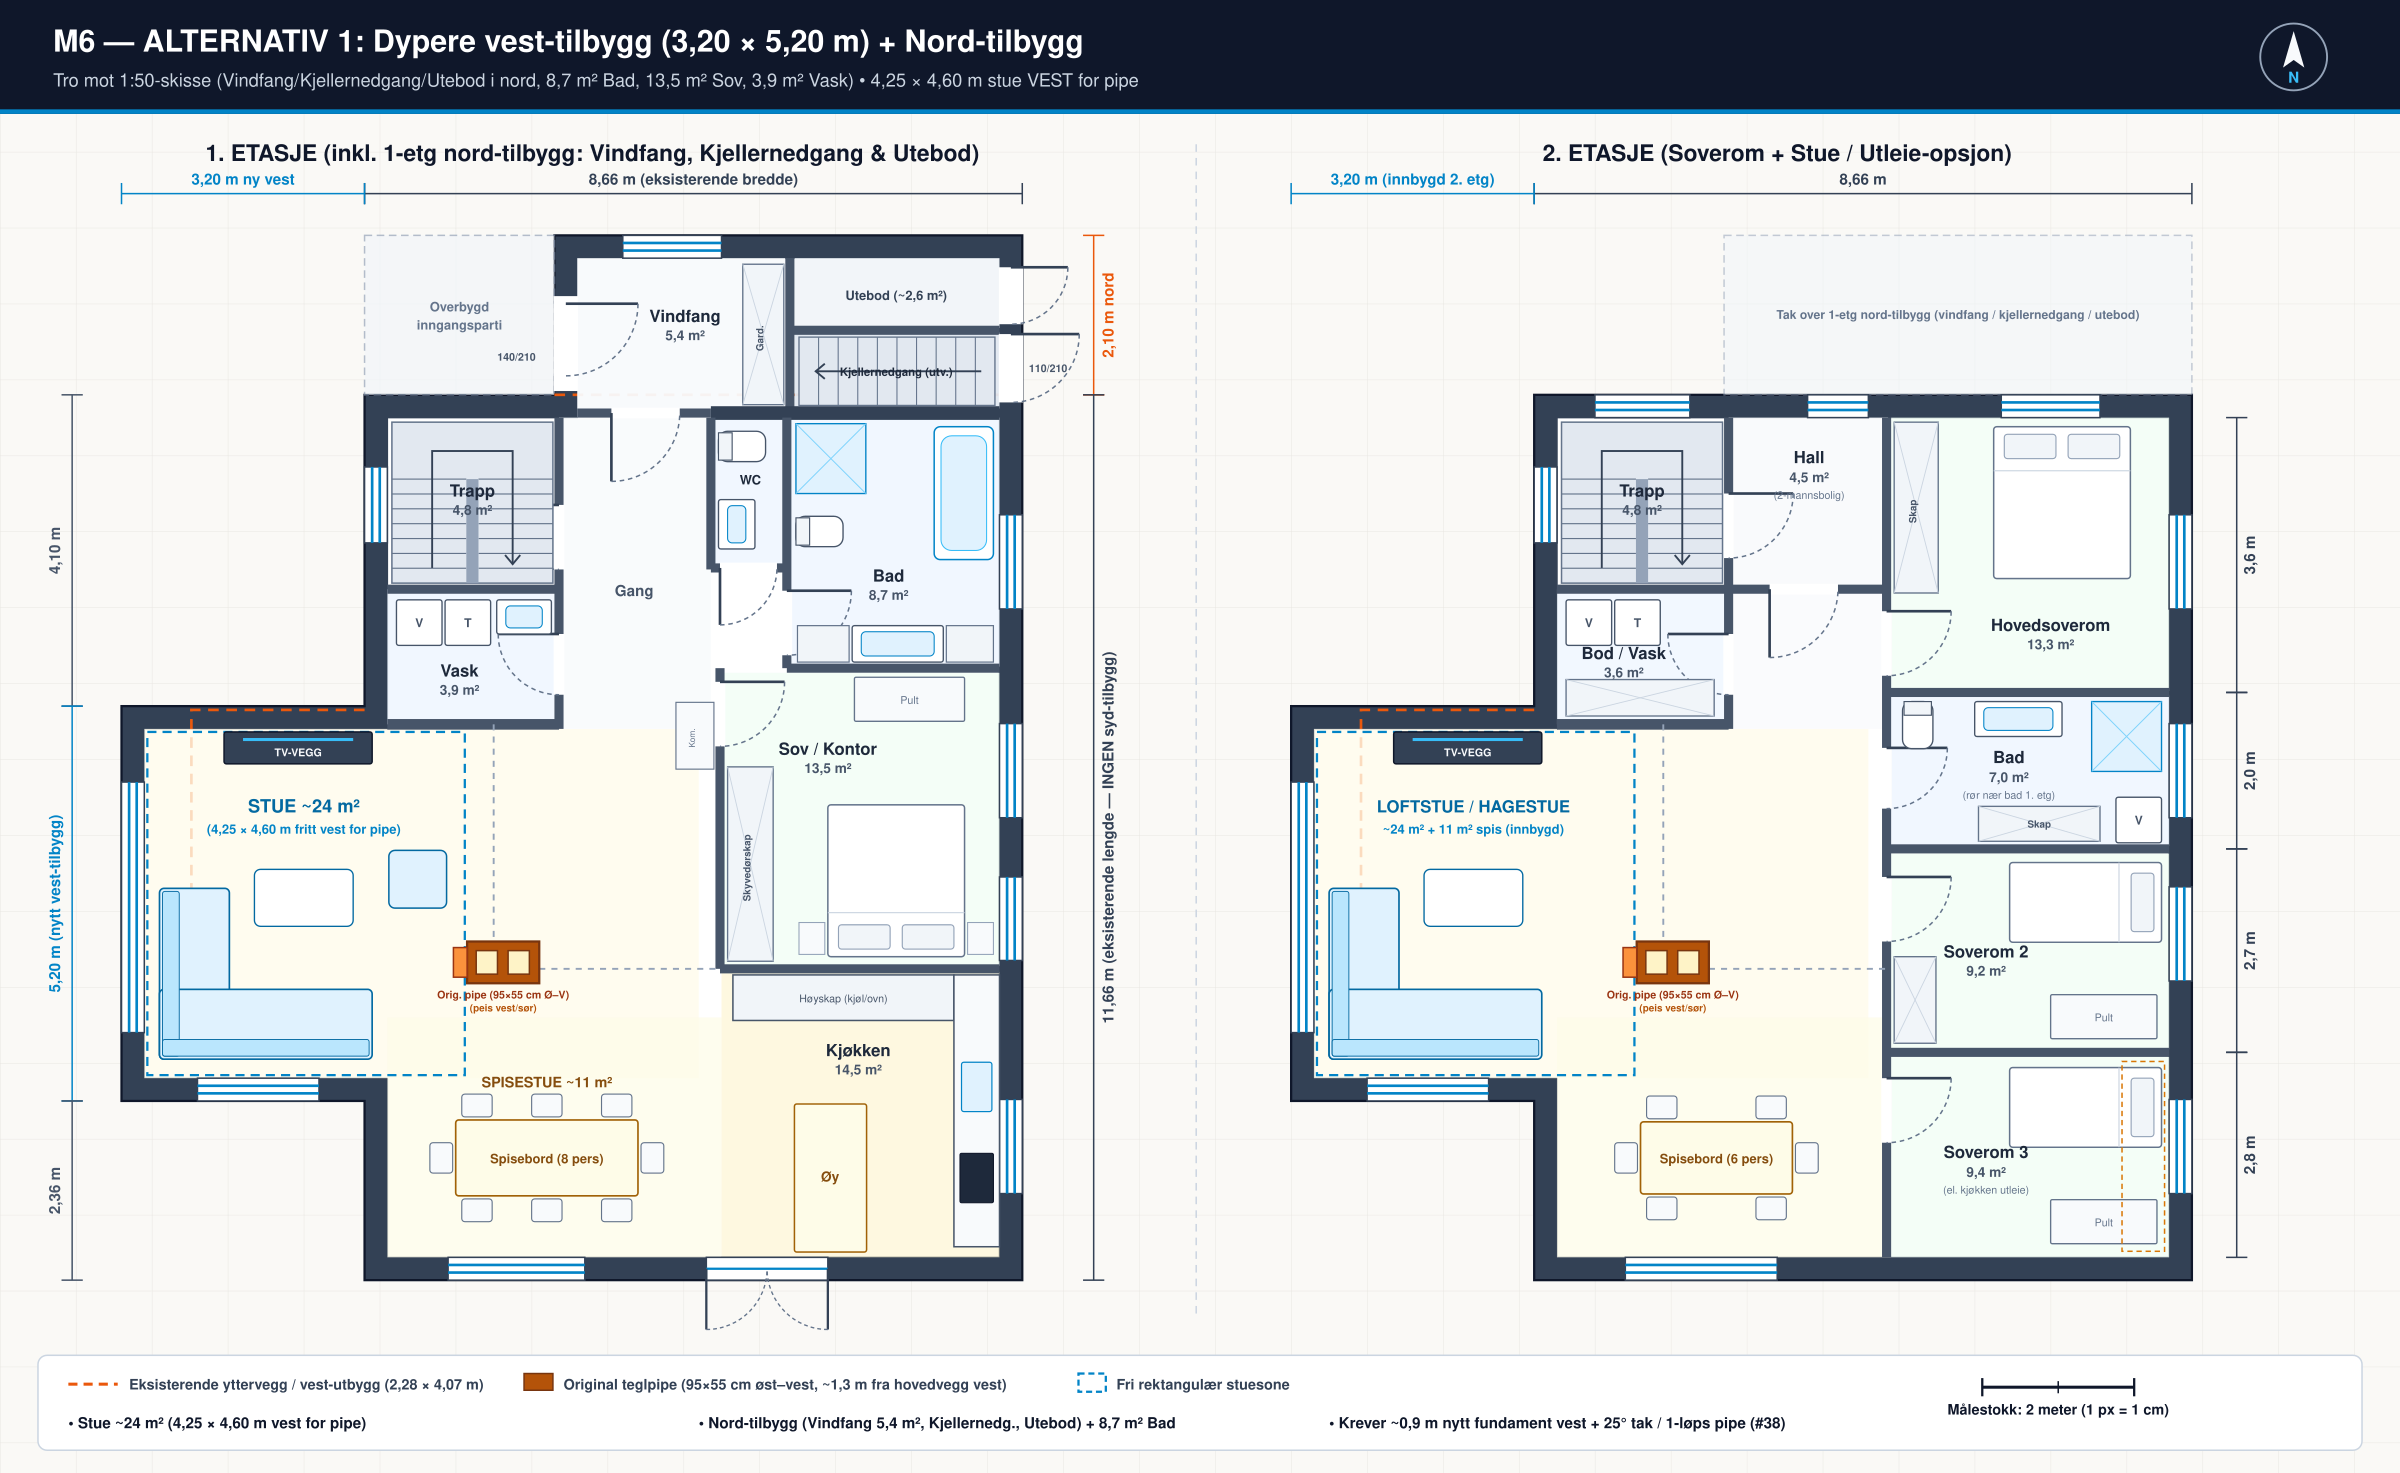 M6 — ALTERNATIV 1: Dypere vest-tilbygg (3,20 × 5,20 m) + Nord-tilbygg
Tro mot 1:50-skisse (Vindfang/Kjellernedgang/Utebod i nord, 8,7 m² Bad, 13,5 m² Sov, 3,9 m² Vask) • 4,25 × 4,60 m stue VEST for pipe
N
1. ETASJE (inkl. 1-etg nord-tilbygg: Vindfang, Kjellernedgang & Utebod)
3,20 m ny vest
8,66 m (eksisterende bredde)
Overbygd
inngangsparti
140/210
Vindfang
5,4 m²
Gard.
Utebod (~2,6 m²)
Kjellernedgang (utv.)
110/210
2,10 m nord
Trapp
4,8 m²
WC
Gang
Bad
8,7 m²
V
T
Vask
3,9 m²
4,10 m
Kom.
Pult
Sov / Kontor
13,5 m²
Skyvedørskap
TV-VEGG
STUE ~24 m²
(4,25 × 4,60 m fritt vest for pipe)
5,20 m (nytt vest-tilbygg)
11,66 m (eksisterende lengde — INGEN syd-tilbygg)
Orig. pipe (95×55 cm Ø–V)
(peis vest/sør)
Høyskap (kjøl/ovn)
Kjøkken
14,5 m²
SPISESTUE ~11 m²
Spisebord (8 pers)
Øy
2,36 m
2. ETASJE (Soverom + Stue / Utleie-opsjon)
3,20 m (innbygd 2. etg)
8,66 m
Tak over 1-etg nord-tilbygg (vindfang / kjellernedgang / utebod)
Trapp
4,8 m²
Hall
4,5 m²
(2-mannsbolig)
Skap
Hovedsoverom
13,3 m²
3,6 m
V
T
Bod / Vask
3,6 m²
TV-VEGG
LOFTSTUE / HAGESTUE
~24 m² + 11 m² spis (innbygd)
Bad
7,0 m²
(rør nær bad 1. etg)
Skap
V
2,0 m
Orig. pipe (95×55 cm Ø–V)
(peis vest/sør)
Soverom 2
9,2 m²
Pult
2,7 m
Spisebord (6 pers)
Soverom 3
9,4 m²
(el. kjøkken utleie)
Pult
2,8 m
Eksisterende yttervegg / vest-utbygg (2,28 × 4,07 m)
Original teglpipe (95×55 cm øst–vest, ~1,3 m fra hovedvegg vest)
Fri rektangulær stuesone
Målestokk: 2 meter (1 px = 1 cm)
• Stue ~24 m² (4,25 × 4,60 m vest for pipe)
• Nord-tilbygg (Vindfang 5,4 m², Kjellernedg., Utebod) + 8,7 m² Bad
• Krever ~0,9 m nytt fundament vest + 25° tak / 1-løps pipe (#38)